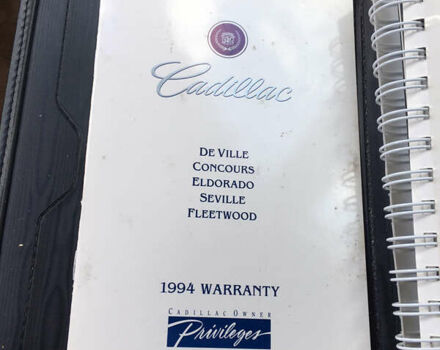 Cadillac
DE VILLE
CONCOURS
ELDORADO
SEVILLE
FLEETWOOD
1994 WARRANTY
CADILLAC OWNER
Privileges